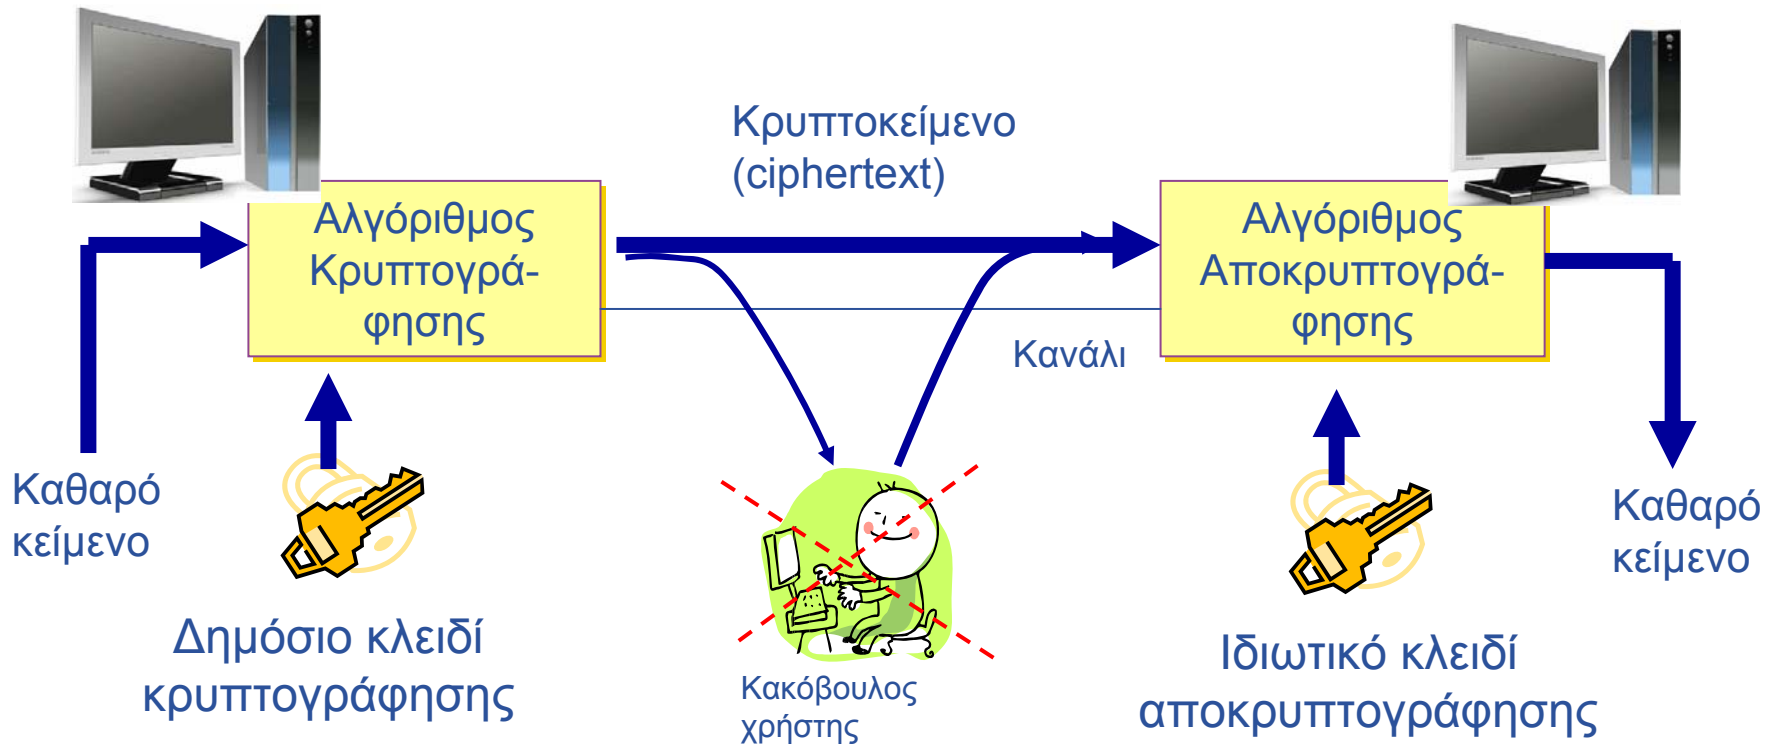 Κρυπτοκείμενο
(ciphertext)
Αλγόριθμος
Κρυπτογρά-
φησης
Αλγόριθμος
Αποκρυπτογρά-
φησης
Κανάλι
Καθαρό
κείμενο
Καθαρό
κείμενο
Δημόσιο κλειδί
κρυπτογράφησης
Κακόβουλος
χρήστης
Ιδιωτικό κλειδί
αποκρυπτογράφησης